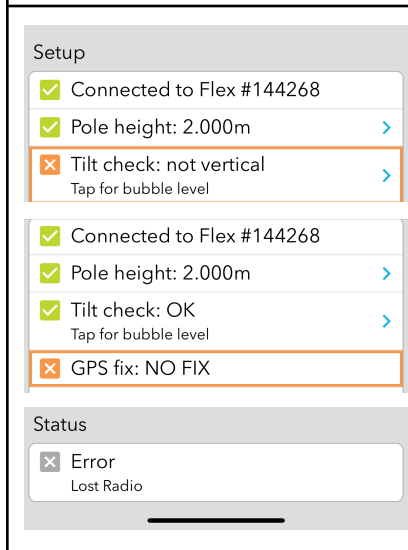 Setup
Connected to Flex #144268
Pole height: 2.000m
Tilt check: not vertical
Tap for bubble level
Connected to Flex #144268
Pole height: 2.000m
Tilt check: OK
Tap for bubble level
GPS fix: NO FIX
Status
Error
Lost Radio